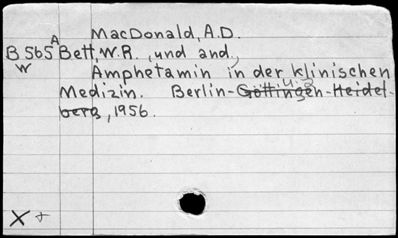 MacDonald, A.D.
B 565 A Bett, W.R., und and.,
W Amphetamin in der klinischen
Medizin. Berlin-Göttingen-Heidel-
u.a.
berg, 1956.
X +